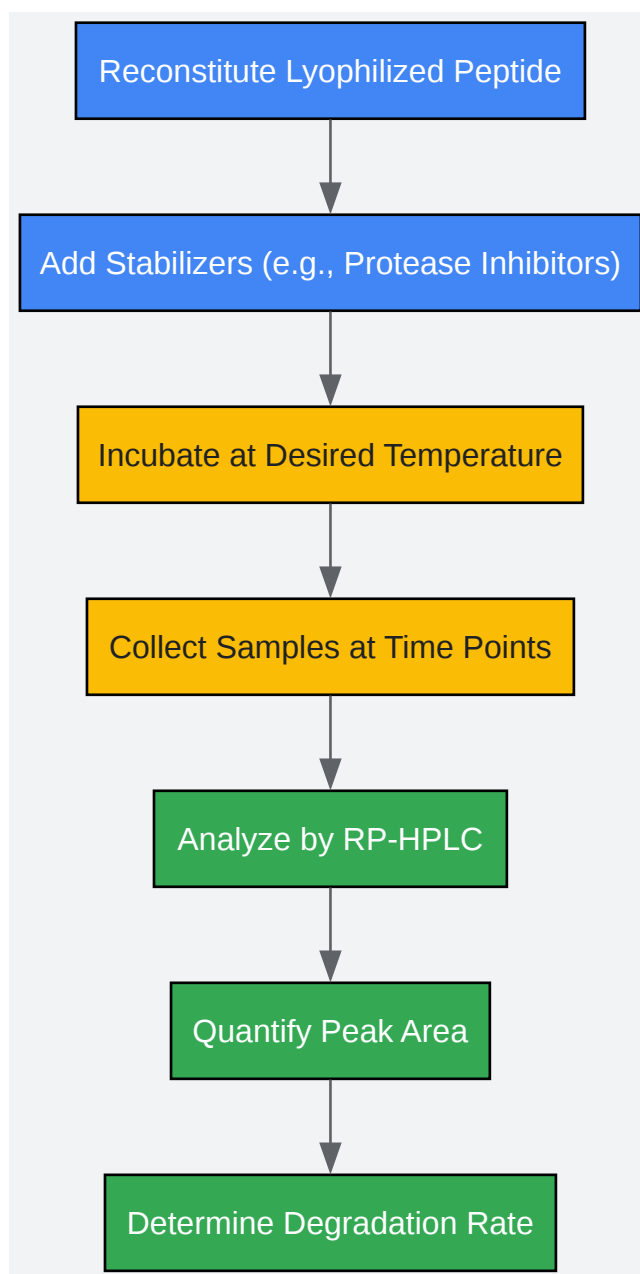 Reconstitute Lyophilized Peptide
Add Stabilizers (e.g., Protease Inhibitors)
Incubate at Desired Temperature
Collect Samples at Time Points
Analyze by RP-HPLC
Quantify Peak Area
Determine Degradation Rate